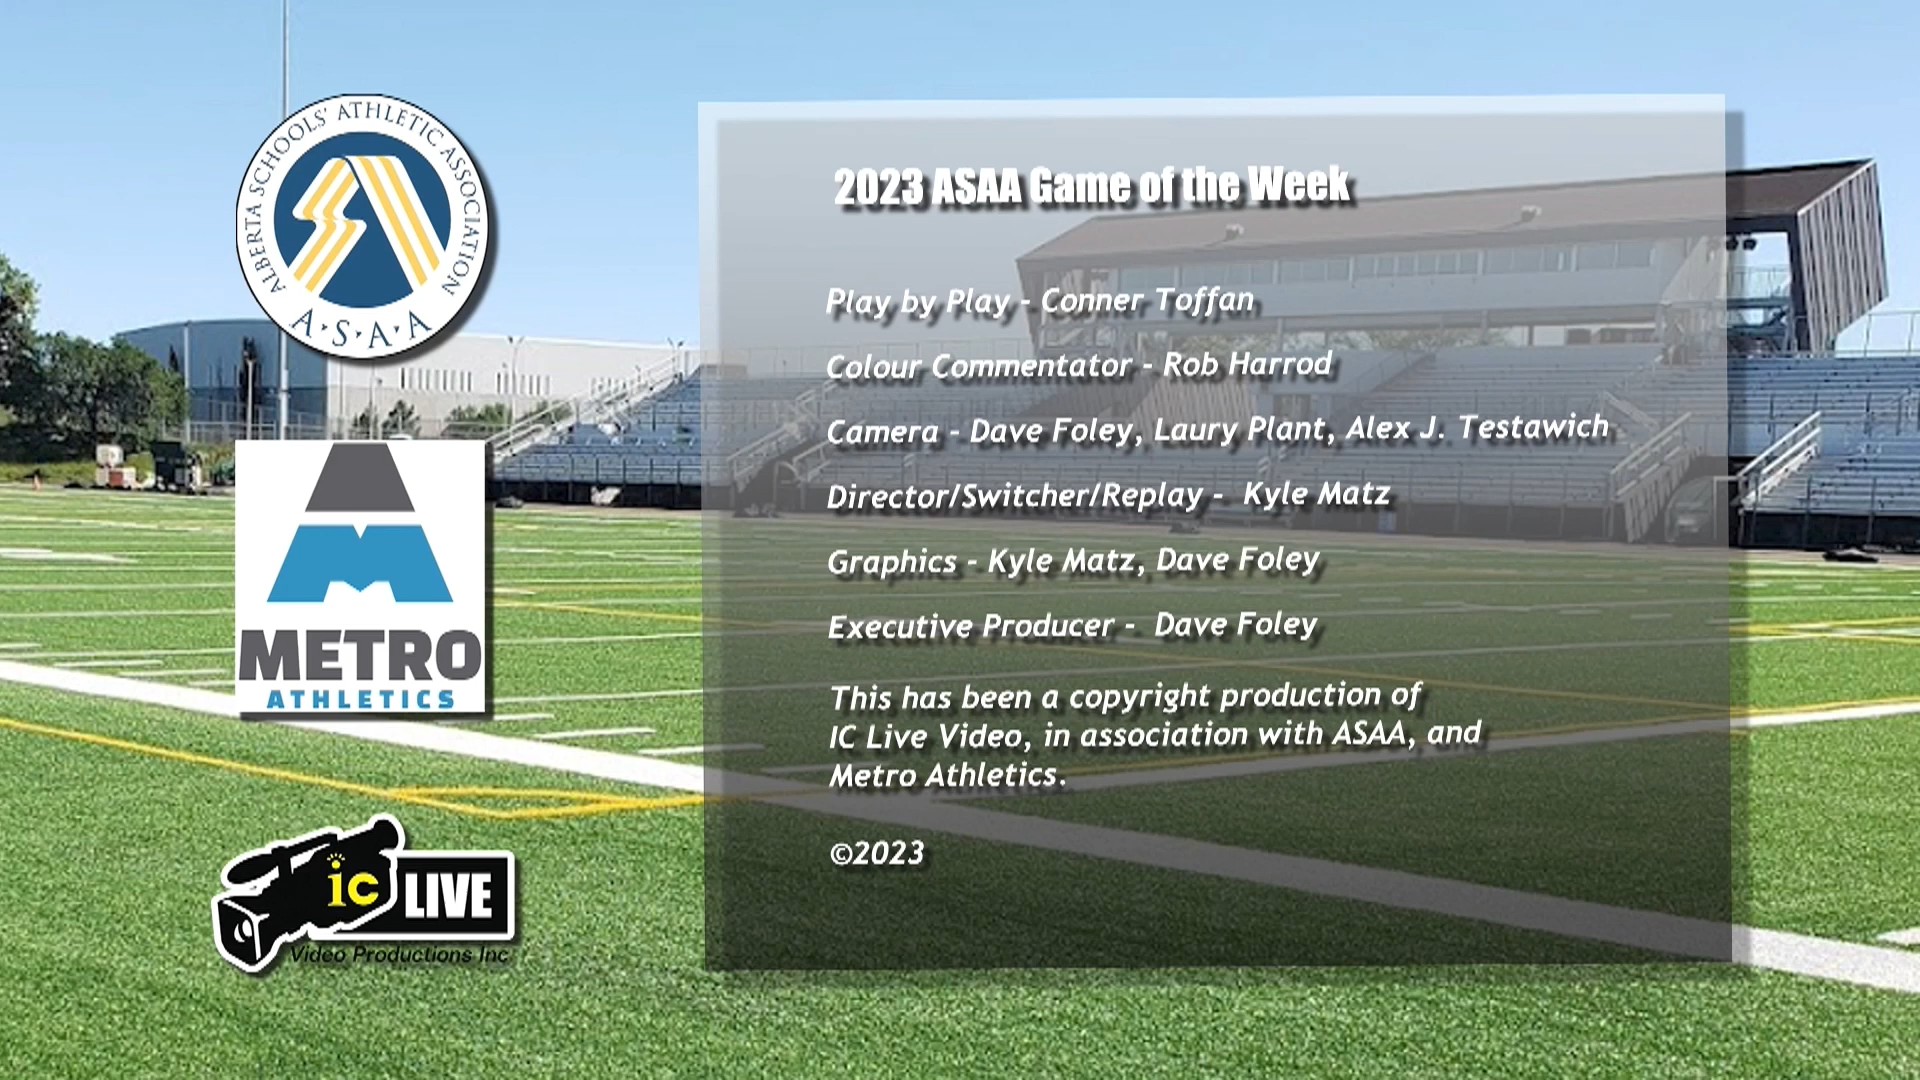 ALBERTA SCHOOLS' ATHLETIC ASSOCIATION
A·S·A·A
METRO
ATHLETICS
ic LIVE
Video Productions Inc
2023 ASAA Game of the Week
Play by Play - Conner Toffan
Colour Commentator - Rob Harrod
Camera - Dave Foley, Laury Plant, Alex J. Testawich
Director/Switcher/Replay - Kyle Matz
Graphics - Kyle Matz, Dave Foley
Executive Producer - Dave Foley
This has been a copyright production of
IC Live Video, in association with ASAA, and
Metro Athletics.
©2023